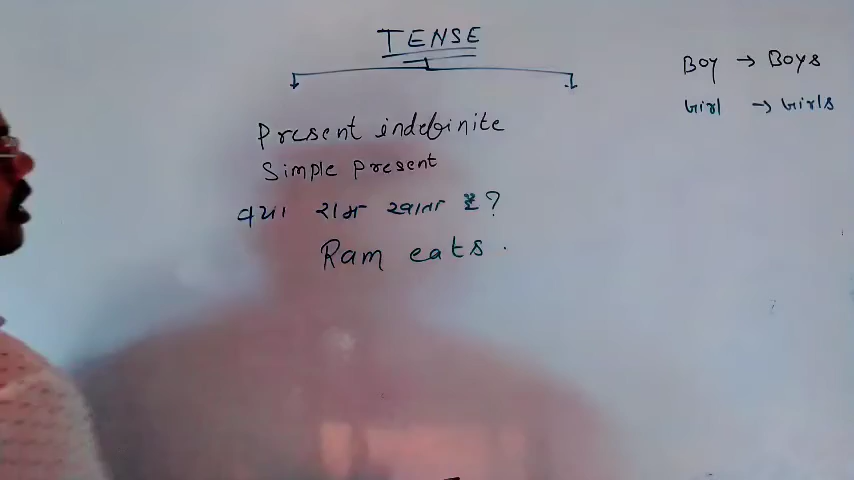 TENSE
Present indefinite
Simple present
क्या राम खाता है?
Ram eats.
Boy → Boys
Girl → Girls